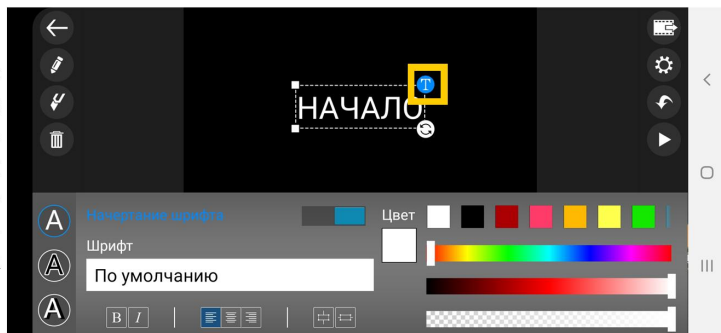 T
НАЧАЛО
Начертание шрифта
Цвет
A
Шрифт
A
По умолчанию
A
B I